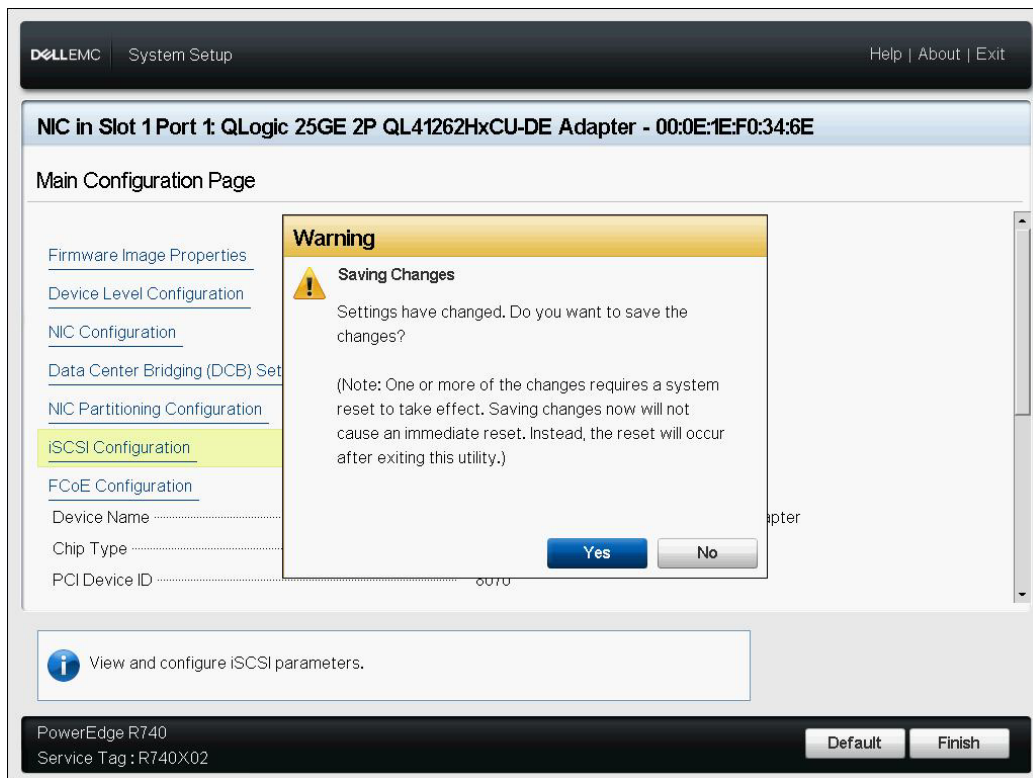 DELLEMC System Setup Help | About | Exit
NIC in Slot 1 Port 1: QLogic 25GE 2P QL41262HxCU-DE Adapter - 00:0E:1E:F0:34:6E
Main Configuration Page
Firmware Image Properties
Device Level Configuration
NIC Configuration
Data Center Bridging (DCB) Set
NIC Partitioning Configuration
iSCSI Configuration
FCoE Configuration
Device Name
Chip Type
PCI Device ID 8070
Warning
Saving Changes
Settings have changed. Do you want to save the
changes?
(Note: One or more of the changes requires a system
reset to take effect. Saving changes now will not
cause an immediate reset. Instead, the reset will occur
after exiting this utility.)
Yes No
View and configure iSCSI parameters.
PowerEdge R740
Service Tag : R740X02
Default Finish